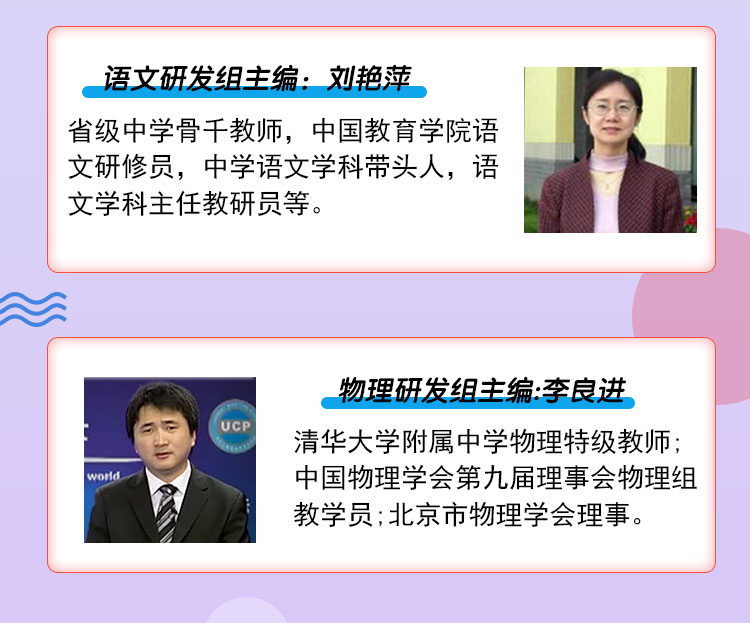 语文研发组主编：刘艳萍
省级中学骨干教师，中国教育学院语
文研修员，中学语文学科带头人，语
文学科主任教研员等。
物理研发组主编:李良进
UCP
world
清华大学附属中学物理特级教师;
中国物理学会第九届理事会物理组
教学员;北京市物理学会理事。